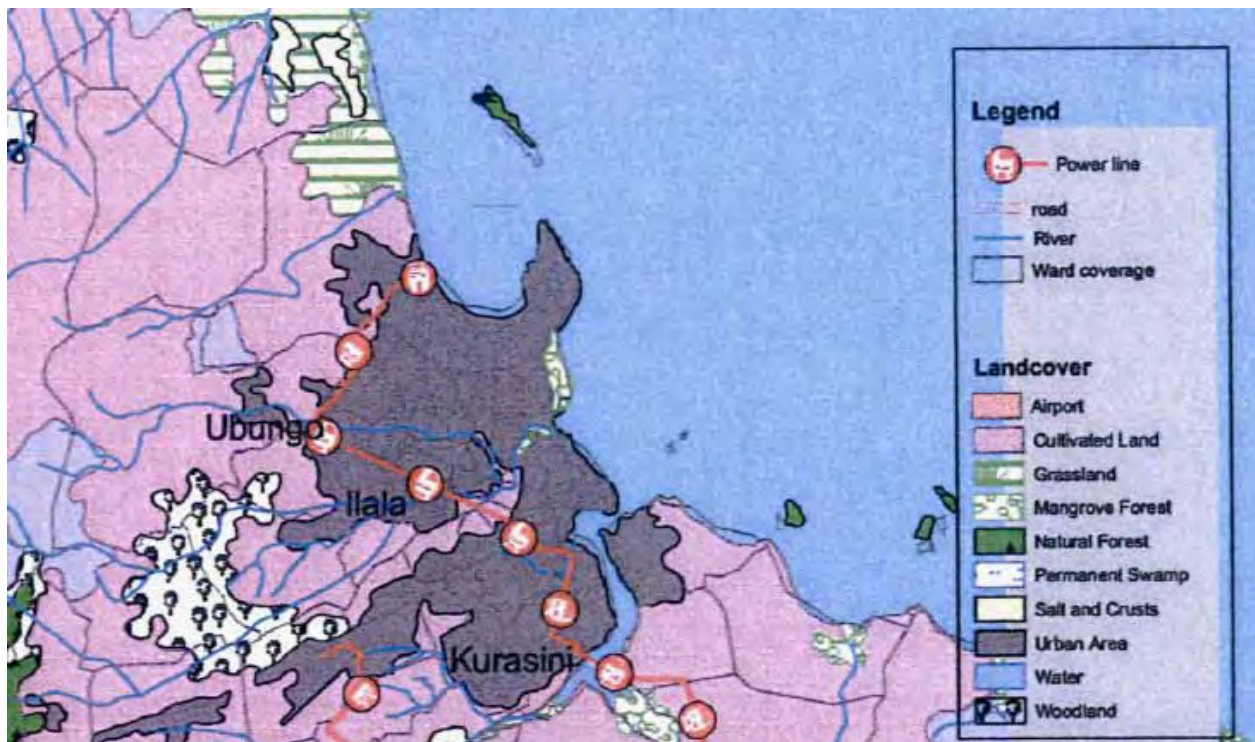 Legend
Power line
road
River
Ward coverage
Landcover
Airport
Cultivated Land
Grassland
Mangrove Forest
Natural Forest
Permanent Swamp
Salt and Crusts
Urban Area
Water
Woodland
Ubungo
Ilala
Kurasini